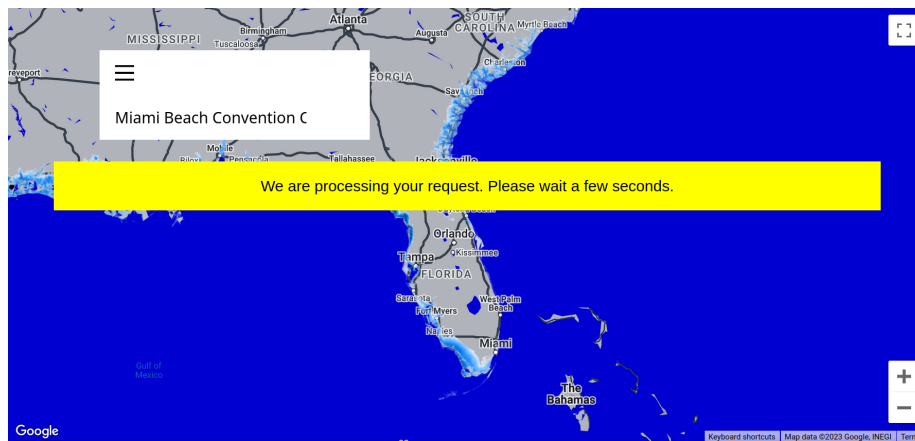 Atlanta
SOUTH
CAROLINA
Myrtle Beach
Birmingham
MISSISSIPPI
Tuscaloosa
Augusta
Charleston
reveport
EORGIA
Miami Beach Convention C
Mobile
Biloxi
Pensacola
Tallahassee
Jacksonville
We are processing your request. Please wait a few seconds.
Orlando
Kissimmee
Tampa
FLORIDA
Sarasota
West Palm
Beach
Fort Myers
Naples
Miami
Gulf of
Mexico
The
Bahamas
Google
Keyboard shortcuts
Map data ©2023 Google, INEGI
Tern